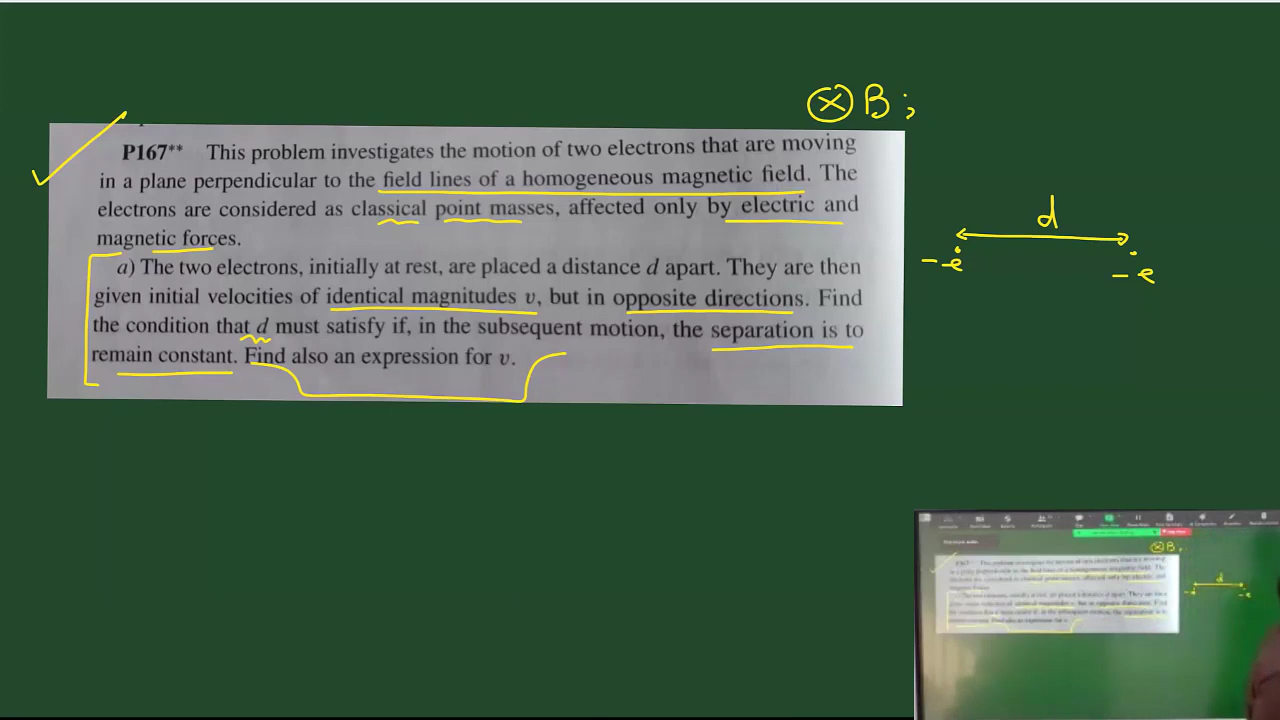 ⊗ B ;
P167** This problem investigates the motion of two electrons that are moving
in a plane perpendicular to the field lines of a homogeneous magnetic field. The
electrons are considered as classical point masses, affected only by electric and
magnetic forces.
a) The two electrons, initially at rest, are placed a distance d apart. They are then
given initial velocities of identical magnitudes v, but in opposite directions. Find
the condition that d must satisfy if, in the subsequent motion, the separation is to
remain constant. Find also an expression for v.
d
-e -e